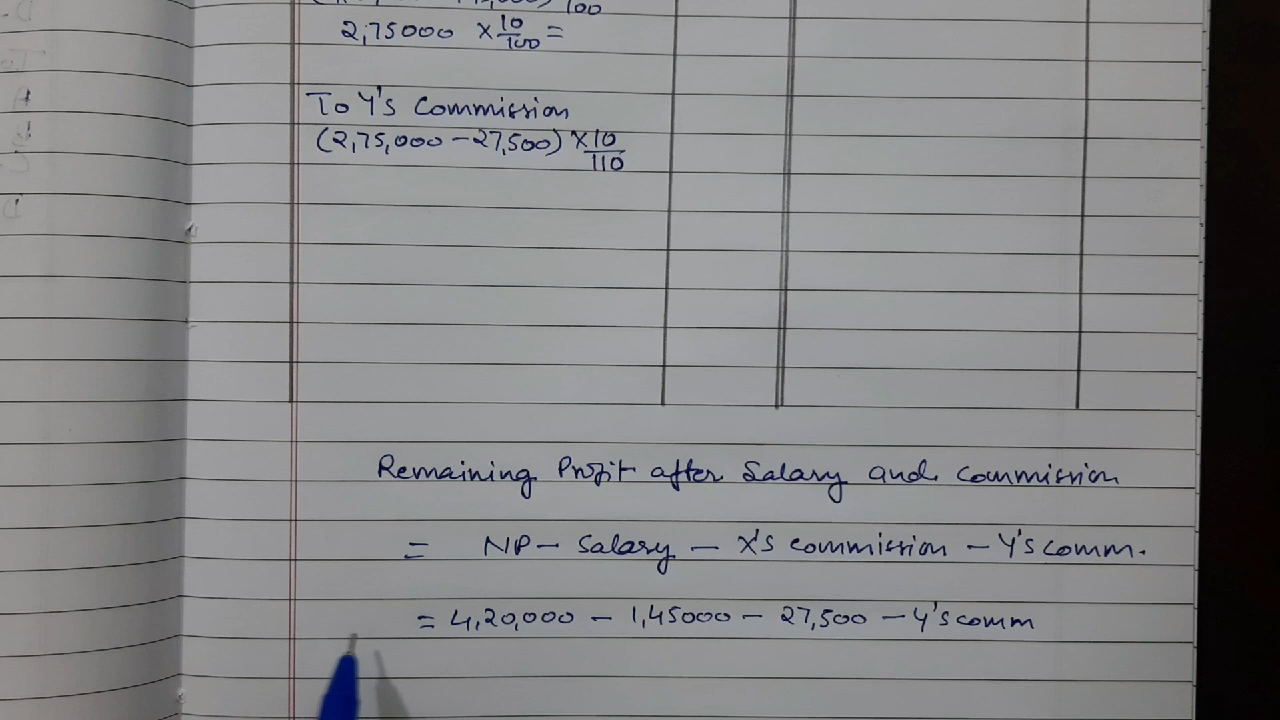 100
2,75000 × 10/100 =
To Y's Commission
(2,75,000 - 27,500) × 10/110
Remaining Profit after Salary and Commission
= NP - Salary - X's commission - Y's comm.
= 4,20,000 - 1,45000 - 27,500 - Y's comm